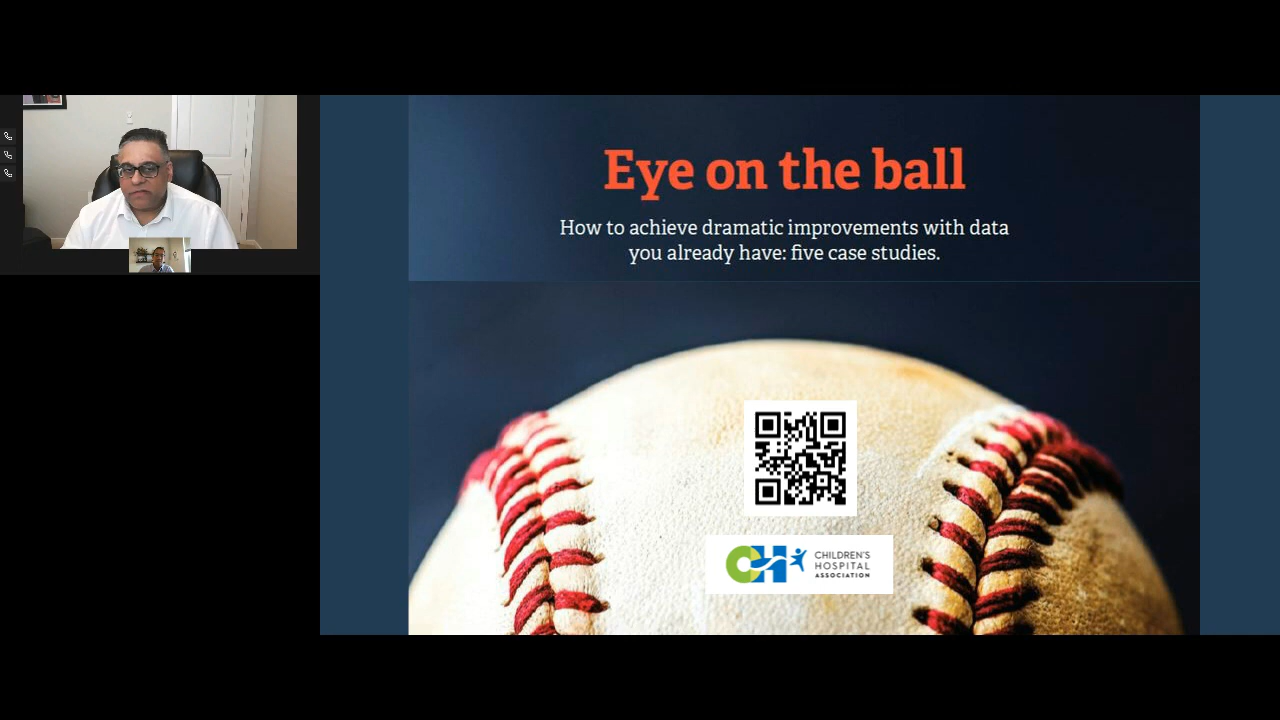 Eye on the ball
How to achieve dramatic improvements with data
you already have: five case studies.
CH
CHILDREN'S
HOSPITAL
ASSOCIATION